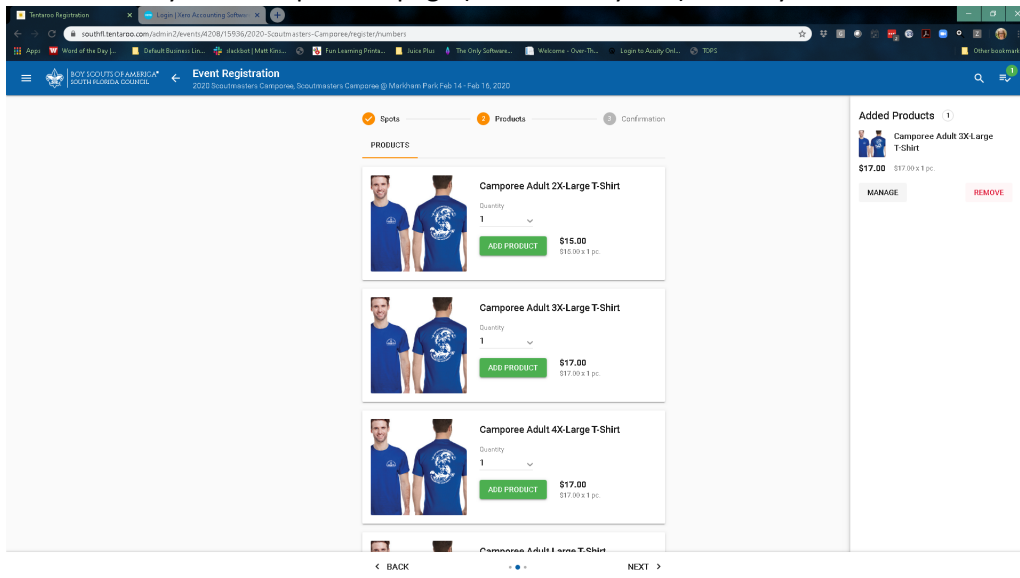 Tentaroo Registration
Login | Xero Accounting Softwar
southfl.tentaroo.com/admin2/events/4208/15936/2020-Scoutmasters-Camporee/register/numbers
Apps
Word of the Day |...
Default Business Lin...
slackbot | Matt Kins...
Fun Learning Printa...
Juice Plus
The Only Software...
Welcome - Over-Th...
Login to Acuity Onl...
TOPS
Other bookmark
BOY SCOUTS OF AMERICA®
SOUTH FLORIDA COUNCIL
Event Registration
2020 Scoutmasters Camporee, Scoutmasters Camporee @ Markham Park Feb 14 - Feb 16, 2020
1
Spots
2 Products
3 Confirmation
PRODUCTS
Camporee Adult 2X-Large T-Shirt
Quantity
1
ADD PRODUCT
$15.00
$15.00 x 1 pc.
Camporee Adult 3X-Large T-Shirt
Quantity
1
ADD PRODUCT
$17.00
$17.00 x 1 pc.
Camporee Adult 4X-Large T-Shirt
Quantity
1
ADD PRODUCT
$17.00
$17.00 x 1 pc.
Camporee Adult Large T-Shirt
Added Products 1
Camporee Adult 3X-Large
T-Shirt
$17.00 $17.00 x 1 pc.
MANAGE
REMOVE
BACK
NEXT